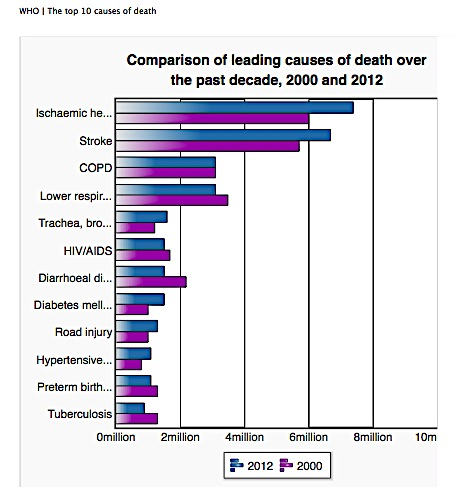 WHO | The top 10 causes of death
Comparison of leading causes of death over
the past decade, 2000 and 2012
Ischaemic he...
Stroke
COPD
Lower respir...
Trachea, bro...
HIV/AIDS
Diarrhoeal di...
Diabetes mell...
Road injury
Hypertensive...
Preterm birth...
Tuberculosis
0million 2million 4million 6million 8million 10m
2012 2000